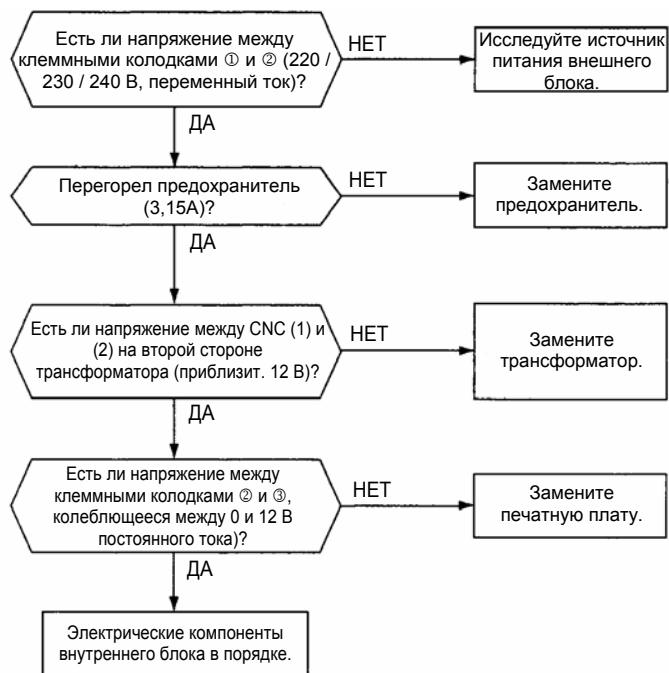 Есть ли напряжение между
клеммными колодками ① и ② (220 /
230 / 240 В, переменный ток)?
НЕТ
Исследуйте источник
питания внешнего
блока.
ДА
Перегорел предохранитель
(3,15А)?
НЕТ
Замените
предохранитель.
ДА
Есть ли напряжение между CNC (1) и
(2) на второй стороне
трансформатора (приблизит. 12 В)?
НЕТ
Замените
трансформатор.
ДА
Есть ли напряжение между
клеммными колодками ② и ③,
колеблющееся между 0 и 12 В
постоянного тока)?
НЕТ
Замените
печатную плату.
ДА
Электрические компоненты
внутреннего блока в порядке.